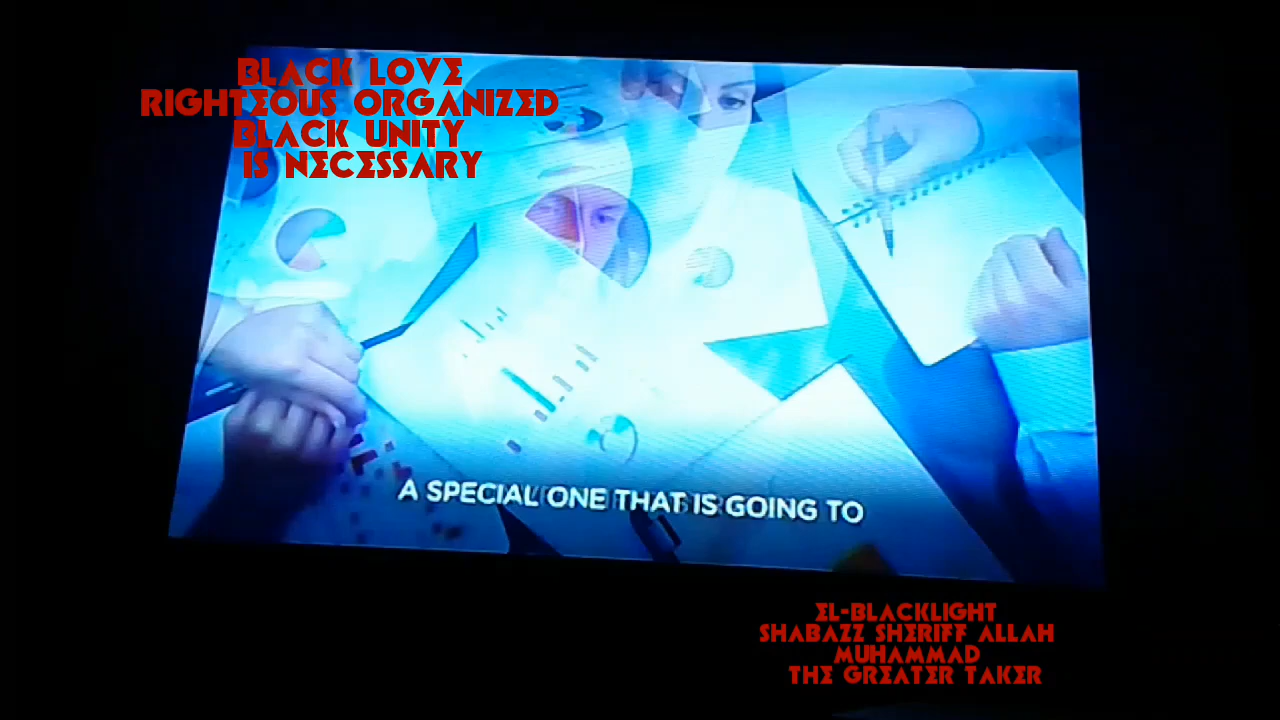 BLACK LOVE
RIGHTEOUS ORGANIZED
BLACK UNITY
IS NECESSARY
A SPECIAL ONE THAT IS GOING TO
EL-BLACKLIGHT
SHABAZZ SHERIFF ALLAH
MUHAMMAD
THE GREATER TAKER